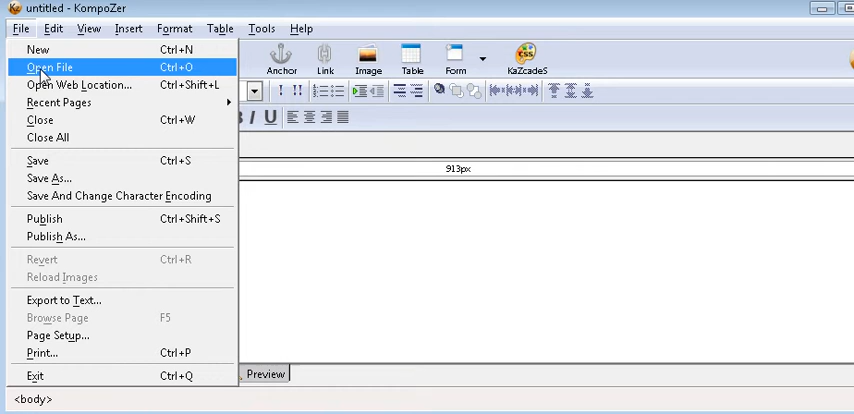 untitled - KompoZer
File Edit View Insert Format Table Tools Help
New Ctrl+N
Open File Ctrl+O
Open Web Location... Ctrl+Shift+L
Recent Pages
Close Ctrl+W
Close All
Save Ctrl+S
Save As...
Save And Change Character Encoding
Publish Ctrl+Shift+S
Publish As...
Revert Ctrl+R
Reload Images
Export to Text...
Browse Page F5
Page Setup...
Print... Ctrl+P
Exit Ctrl+Q
Anchor Link Image Table Form KaZcadeS
! !!
B I U
913px
Preview
<body>